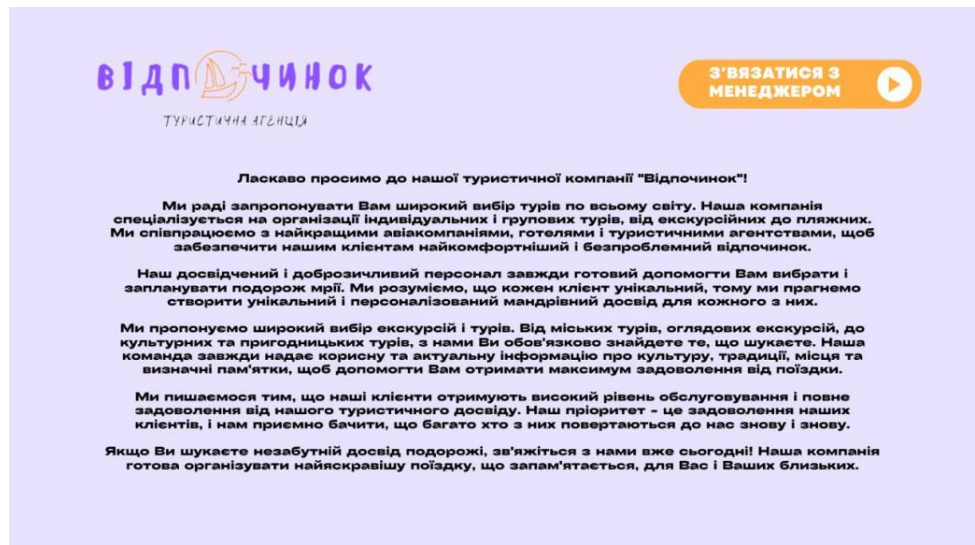 ВІДПОЧИНОК
ТУРИСТИЧНА АГЕНЦІЯ
З'ВЯЗАТИСЯ З
МЕНЕДЖЕРОМ
Ласкаво просимо до нашої туристичної компанії "Відпочинок"!
Ми раді запропонувати Вам широкий вибір турів по всьому світу. Наша компанія
спеціалізується на організації індивідуальних і групових турів, від екскурсійних до пляжних.
Ми співпрацюємо з найкращими авіакомпаніями, готелями і туристичними агентствами, щоб
забезпечити нашим клієнтам найкомфортніший і безпроблемний відпочинок.
Наш досвідчений і доброзичливий персонал завжди готовий допомогти Вам вибрати і
запланувати подорож мрії. Ми розуміємо, що кожен клієнт унікальний, тому ми прагнемо
створити унікальний і персоналізований мандрівний досвід для кожного з них.
Ми пропонуємо широкий вибір екскурсій і турів. Від міських турів, оглядових екскурсій, до
культурних та пригодницьких турів, з нами Ви обов'язково знайдете те, що шукаєте. Наша
команда завжди надає корисну та актуальну інформацію про культуру, традиції, місця та
визначні пам'ятки, щоб допомогти Вам отримати максимум задоволення від поїздки.
Ми пишаємося тим, що наші клієнти отримують високий рівень обслуговування і повне
задоволення від нашого туристичного досвіду. Наш пріоритет – це задоволення наших
клієнтів, і нам приємно бачити, що багато хто з них повертаються до нас знову і знову.
Якщо Ви шукаєте незабутній досвід подорожі, зв'яжіться з нами вже сьогодні! Наша компанія
готова організувати найяскравішу поїздку, що запам'ятається, для Вас і Ваших близьких.